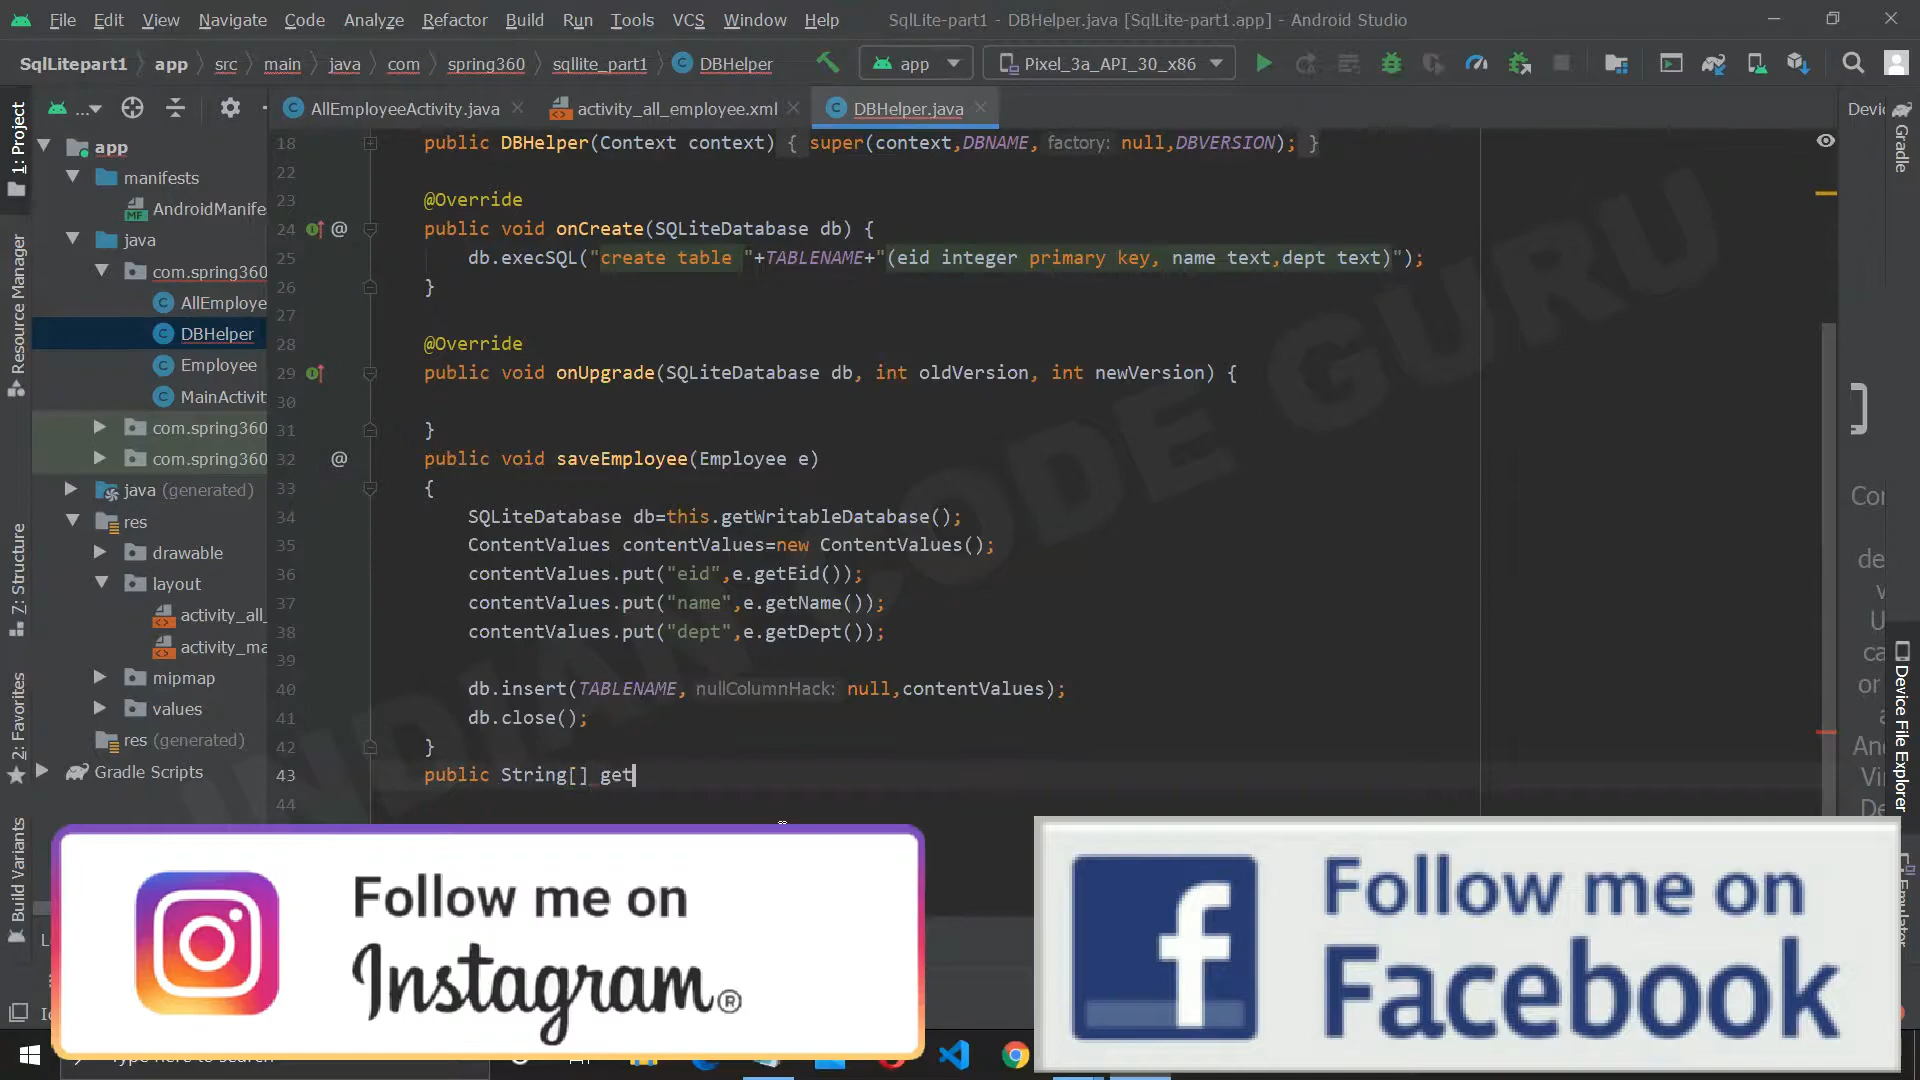 File Edit View Navigate Code Analyze Refactor Build Run Tools VCS Window Help SqlLite-part1 - DBHelper.java [SqlLite-part1.app] - Android Studio
SqlLitepart1 app src main java com spring360 sqllite_part1 DBHelper app Pixel_3a_API_30_x86
... AllEmployeeActivity.java activity_all_employee.xml DBHelper.java
1: Project
Resource Manager
7: Structure
2: Favorites
Build Variants
app
manifests
AndroidManife
java
com.spring360
AllEmploye
DBHelper
Employee
MainActivit
com.spring360
com.spring360
java (generated)
res
drawable
layout
activity_all_
activity_ma
mipmap
values
res (generated)
Gradle Scripts
18 public DBHelper(Context context) { super(context,DBNAME, factory: null,DBVERSION); }
22
23 @Override
24 public void onCreate(SQLiteDatabase db) {
25 db.execSQL("create table "+TABLENAME+"(eid integer primary key, name text,dept text)");
26 }
27
28 @Override
29 public void onUpgrade(SQLiteDatabase db, int oldVersion, int newVersion) {
30
31 }
32 public void saveEmployee(Employee e)
33 {
34 SQLiteDatabase db=this.getWritableDatabase();
35 ContentValues contentValues=new ContentValues();
36 contentValues.put("eid",e.getEid());
37 contentValues.put("name",e.getName());
38 contentValues.put("dept",e.getDept());
39
40 db.insert(TABLENAME, nullColumnHack: null,contentValues);
41 db.close();
42 }
43 public String[] get
44
INDIAN CODE GURU
Devi
Gradle
Device File Explorer
Emulator
Follow me on
Instagram®
Follow me on
Facebook